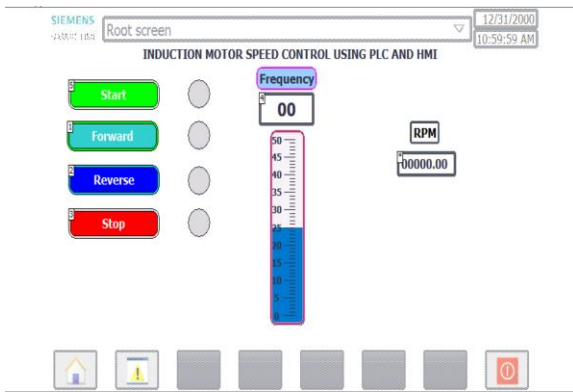 SIEMENS
Root screen
12/31/2000
10:59:59 AM
INDUCTION MOTOR SPEED CONTROL USING PLC AND HMI
Start
Forward
Reverse
Stop
Frequency
00
50
45
40
35
30
25
20
15
10
5
0
RPM
00000.00